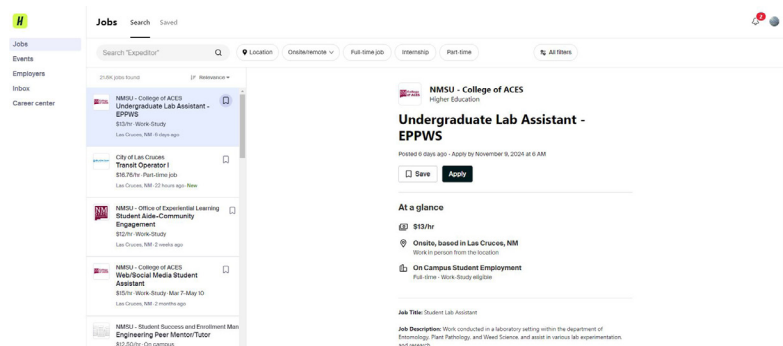 H
Jobs Search Saved
2
Jobs
Events
Employers
Inbox
Career center
Search "Expeditor"
Location
Onsite/remote
Full-time job
Internship
Part-time
All filters
21.6K jobs found
Relevance
NMSU - College of ACES
Undergraduate Lab Assistant -
EPPWS
$13/hr · Work-Study
Las Cruces, NM · 6 days ago
City of Las Cruces
Transit Operator I
$16.76/hr · Part-time job
Las Cruces, NM · 22 hours ago · New
NMSU - Office of Experiential Learning
Student Aide-Community
Engagement
$12/hr · Work-Study
Las Cruces, NM · 2 weeks ago
NMSU - College of ACES
Web/Social Media Student
Assistant
$15/hr · Work-Study · Mar 7-May 10
Las Cruces, NM · 2 months ago
NMSU - Student Success and Enrollment Man
Engineering Peer Mentor/Tutor
$12.50/hr · On campus
NMSU - College of ACES
Higher Education
Undergraduate Lab Assistant -
EPPWS
Posted 6 days ago · Apply by November 9, 2024 at 6 AM
Save
Apply
At a glance
$13/hr
Onsite, based in Las Cruces, NM
Work in person from the location
On Campus Student Employment
Full-time · Work-Study eligible
Job Title: Student Lab Assistant
Job Description: Work conducted in a laboratory setting within the department of
Entomology, Plant Pathology, and Weed Science, and assist in various lab experimentation,
and research